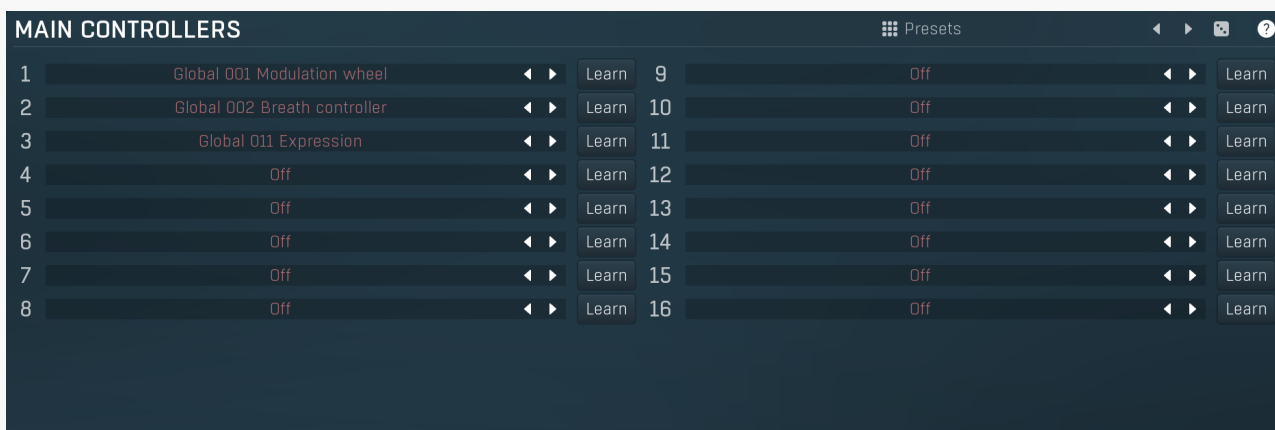 MAIN CONTROLLERS Presets ?
1 Global 001 Modulation wheel Learn 9 Off Learn
2 Global 002 Breath controller Learn 10 Off Learn
3 Global 011 Expression Learn 11 Off Learn
4 Off Learn 12 Off Learn
5 Off Learn 13 Off Learn
6 Off Learn 14 Off Learn
7 Off Learn 15 Off Learn
8 Off Learn 16 Off Learn